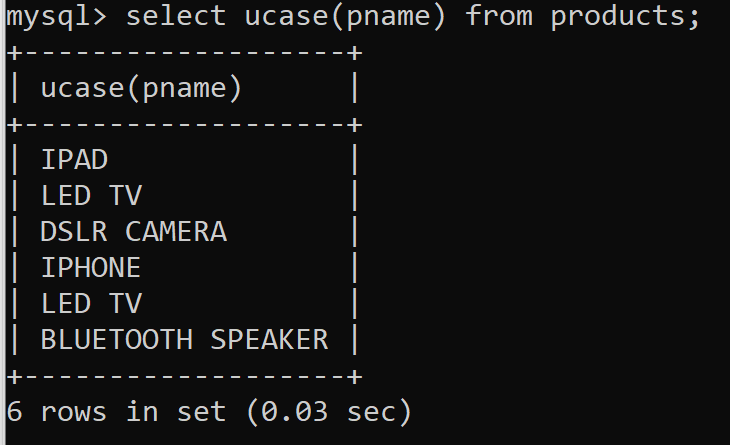 mysql> select ucase(pname) from products;
+-------------------+
| ucase(pname)      |
+-------------------+
| IPAD              |
| LED TV            |
| DSLR CAMERA       |
| IPHONE            |
| LED TV            |
| BLUETOOTH SPEAKER |
+-------------------+
6 rows in set (0.03 sec)